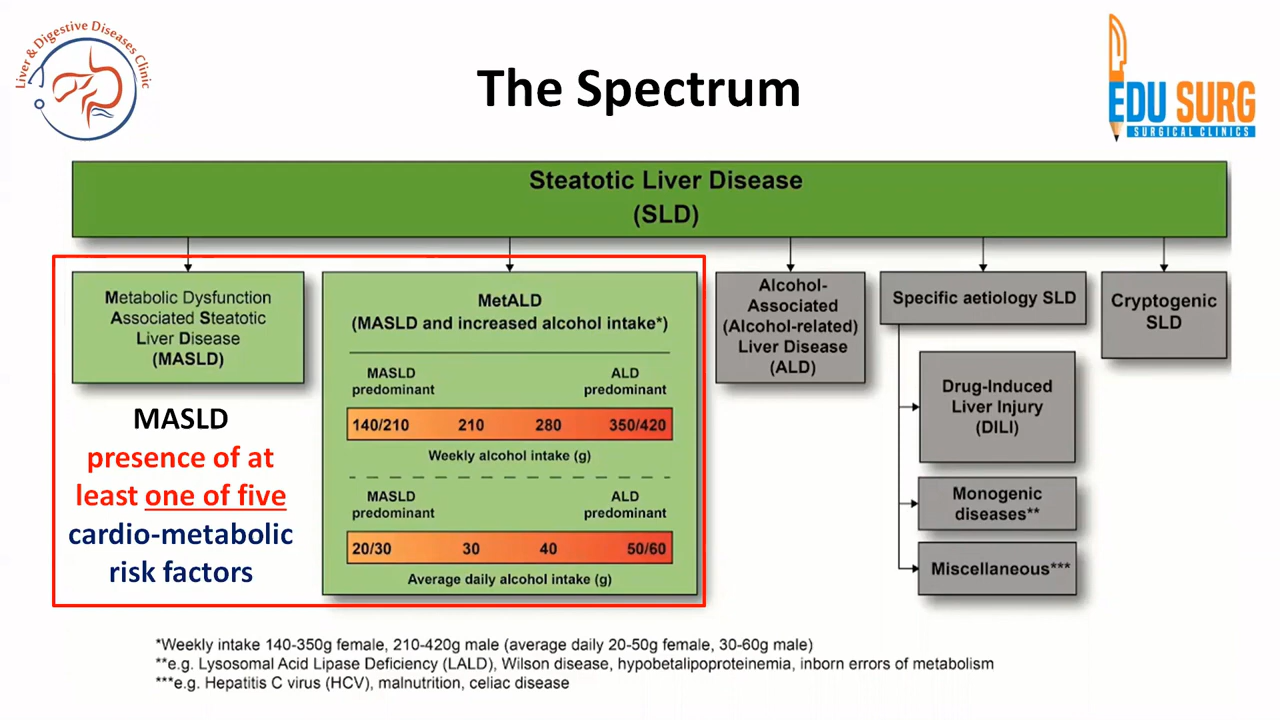 Liver & Digestive Diseases Clinic
The Spectrum
EDU SURG
SURGICAL CLINICS
Steatotic Liver Disease
(SLD)
Metabolic Dysfunction
Associated Steatotic
Liver Disease
(MASLD)
MASLD
presence of at
least one of five
cardio-metabolic
risk factors
MetALD
(MASLD and increased alcohol intake*)
MASLD predominant
ALD predominant
140/210 210 280 350/420
Weekly alcohol intake (g)
MASLD predominant
ALD predominant
20/30 30 40 50/60
Average daily alcohol intake (g)
Alcohol-
Associated
(Alcohol-related)
Liver Disease
(ALD)
Specific aetiology SLD
Drug-Induced
Liver Injury
(DILI)
Monogenic
diseases**
Miscellaneous***
Cryptogenic
SLD
*Weekly intake 140-350g female, 210-420g male (average daily 20-50g female, 30-60g male)
**e.g. Lysosomal Acid Lipase Deficiency (LALD), Wilson disease, hypobetalipoproteinemia, inborn errors of metabolism
***e.g. Hepatitis C virus (HCV), malnutrition, celiac disease